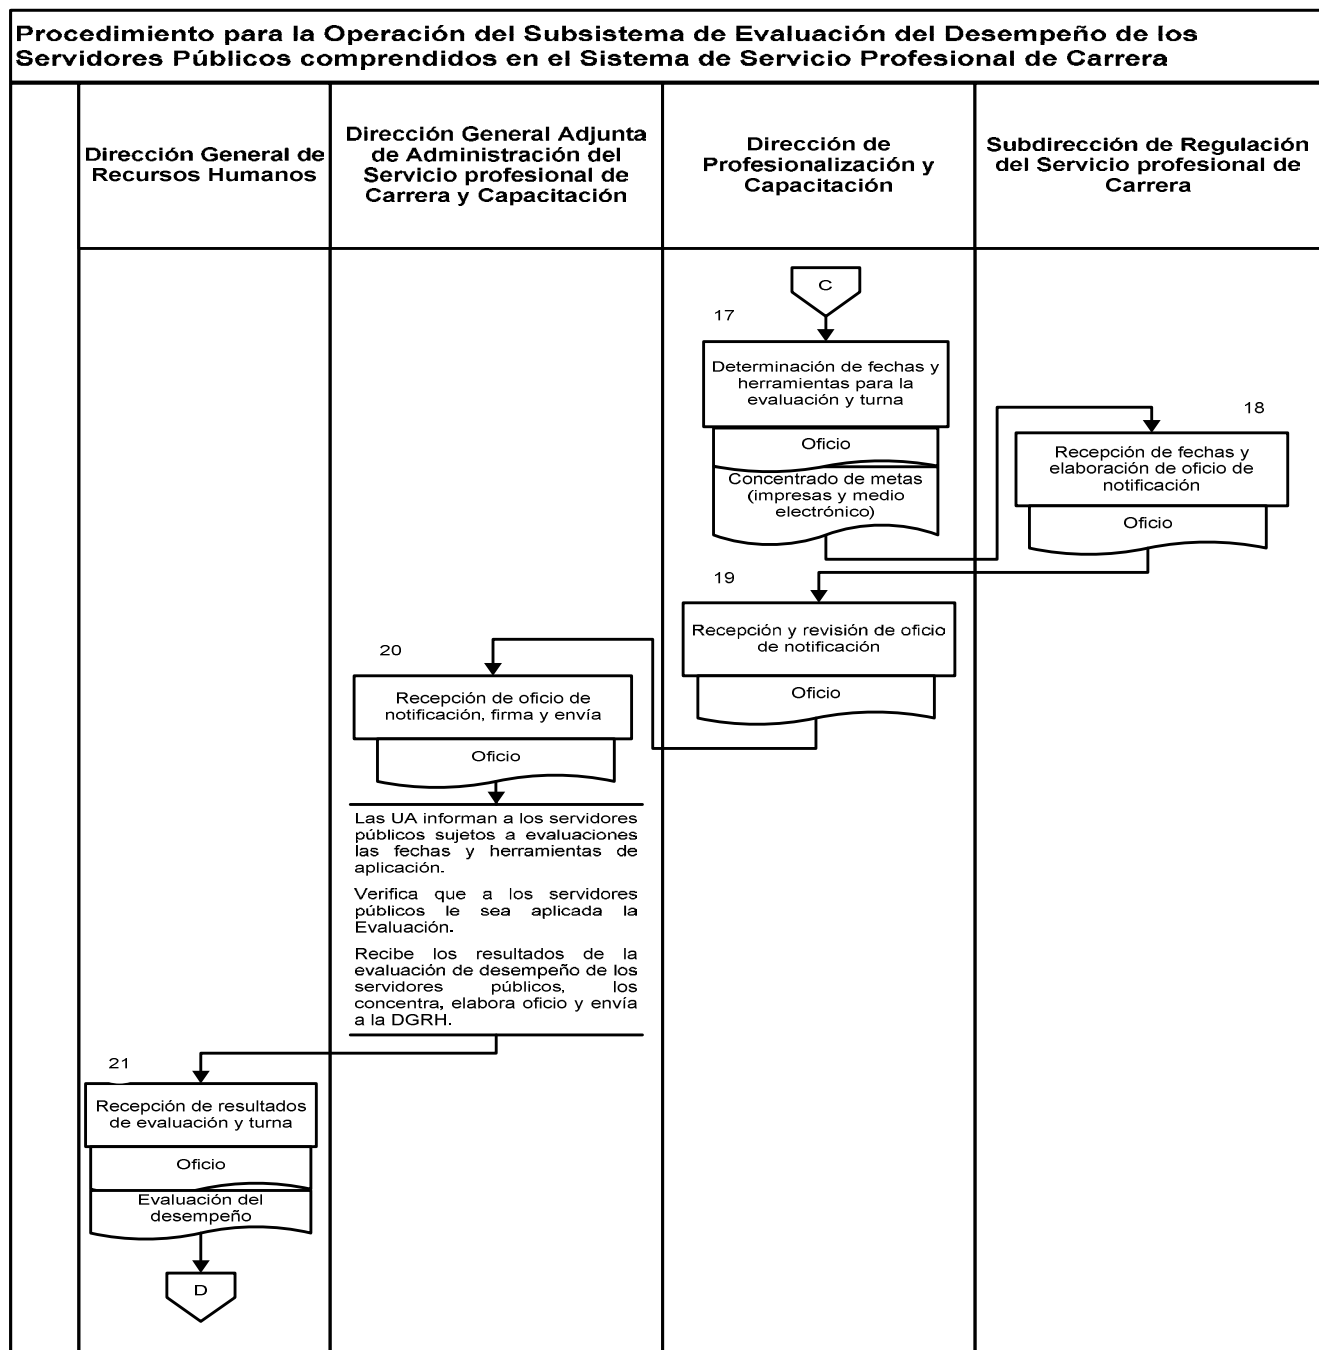 Procedimiento para la Operación del Subsistema de Evaluación del Desempeño de los
Servidores Públicos comprendidos en el Sistema de Servicio Profesional de Carrera
Dirección General de
Recursos Humanos
Dirección General Adjunta
de Administración del
Servicio profesional de
Carrera y Capacitación
Dirección de
Profesionalización y
Capacitación
Subdirección de Regulación
del Servicio profesional de
Carrera
C
17
Determinación de fechas y
herramientas para la
evaluación y turna
Oficio
Concentrado de metas
(impresas y medio
electrónico)
18
Recepción de fechas y
elaboración de oficio de
notificación
Oficio
19
Recepción y revisión de oficio
de notificación
Oficio
20
Recepción de oficio de
notificación, firma y envía
Oficio
Las UA informan a los servidores
públicos sujetos a evaluaciones
las fechas y herramientas de
aplicación.
Verifica que a los servidores
públicos le sea aplicada la
Evaluación.
Recibe los resultados de la
evaluación de desempeño de los
servidores públicos, los
concentra, elabora oficio y envía
a la DGRH.
21
Recepción de resultados
de evaluación y turna
Oficio
Evaluación del
desempeño
D